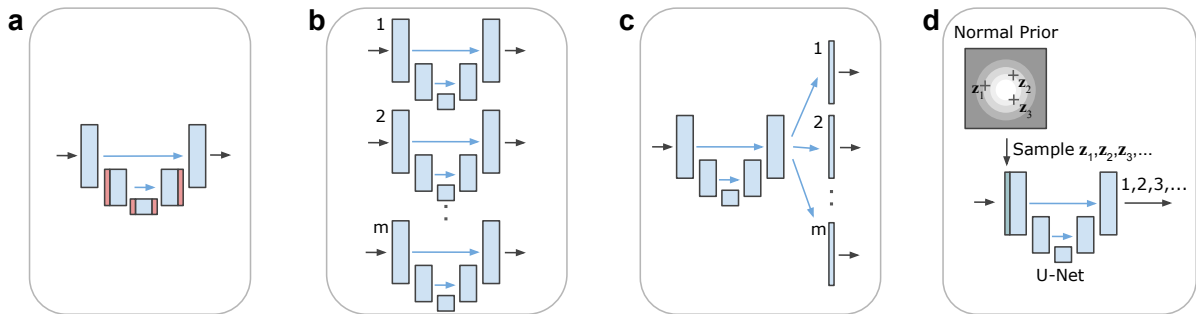 a
b
1
2
m
c
1
2
m
d
Normal Prior
z1
z2
z3
Sample z1,z2,z3,...
1,2,3,...
U-Net